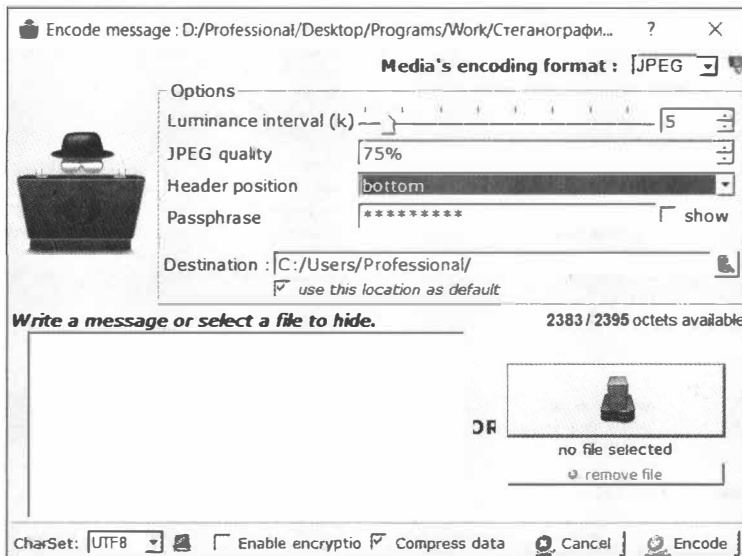 Encode message : D:/Professional/Desktop/Programs/Work/Стеганографи... ? ×
Media's encoding format : JPEG
Options
Luminance interval (k) 5
JPEG quality 75%
Header position bottom
Passphrase ********* show
Destination : C:/Users/Professional/
use this location as default
Write a message or select a file to hide. 2383 / 2395 octets available
OR
no file selected
remove file
CharSet: UTF8 Enable encryptio Compress data Cancel Encode